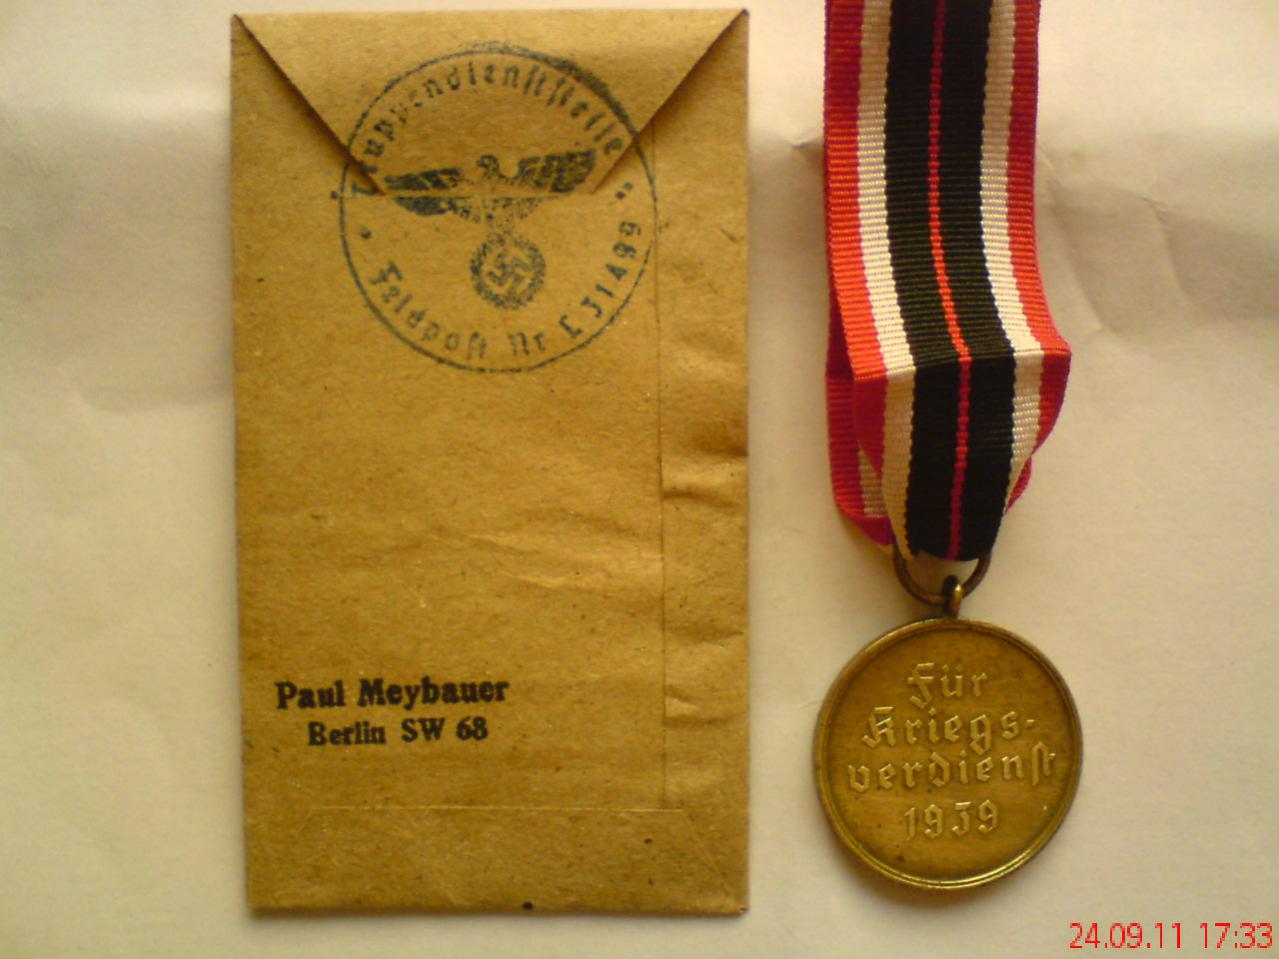 Truppendienststelle
Feldpost Nr. L 31499
Paul Meybauer
Berlin SW 68
Für
Kriegs-
verdienst
1939
24.09.11 17:33